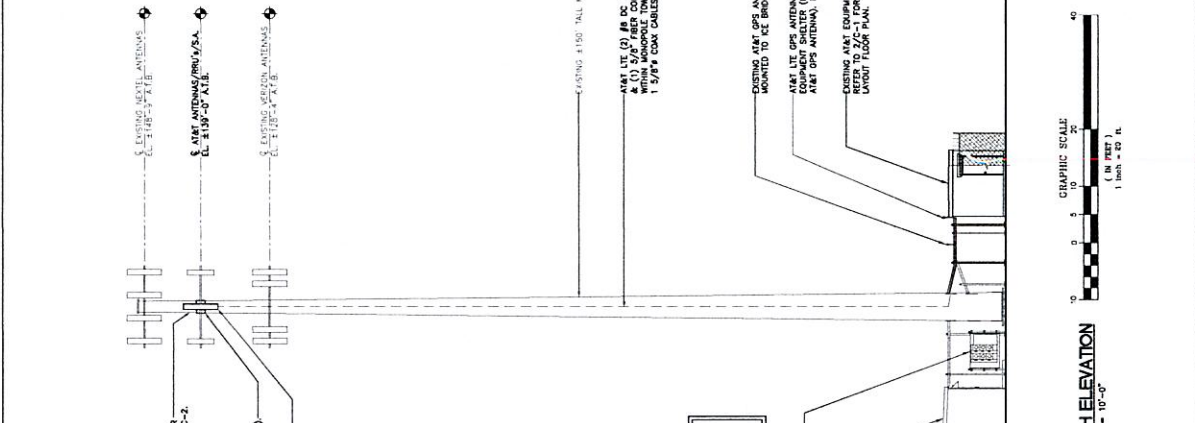 ℄ EXISTING NEXTEL ANTENNAS
EL. ±148'-9" A.T.B.
℄ AT&T ANTENNAS/RRU's/S.A.
EL. ±139'-0" A.T.B.
℄ EXISTING VERIZON ANTENNAS
EL. ±128'-4" A.T.B.
C-2.
EXISTING ±150' TALL
AT&T LTE (2) #8 DC
& (1) 5/8" FIBER
WITHIN MONOPOLE
1 5/8"ø COAX CABLES
EXISTING AT&T GPS
MOUNTED TO ICE
AT&T LTE GPS
EQUIPMENT SHELTER
AT&T GPS ANTENNA).
EXISTING AT&T
REFER TO 2/C-1 FOR
LAYOUT FLOOR PLAN.
H ELEVATION
= 10'-0"
GRAPHIC SCALE
10 0 5 10 20 40
( IN FEET )
1 inch = 20 ft.